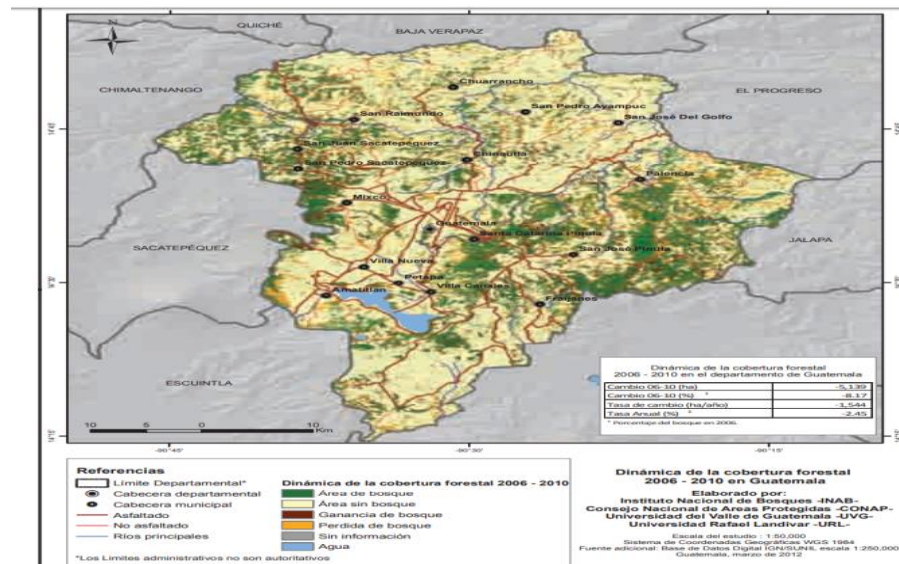 QUICHÉ
BAJA VERAPAZ
CHIMALTENANGO
EL PROGRESO
Chuarrancho
San Pedro Ayampuc
San Raimundo
San José Del Golfo
San Juan Sacatepéquez
Chinautla
San Pedro Sacatepéquez
Palencia
Mixco
Guatemala
Santa Catarina Pinula
SACATEPÉQUEZ
JALAPA
San José Pinula
Villa Nueva
Petapa
Villa Canales
Amatitlán
Fraijanes
ESCUINTLA
Dinámica de la cobertura forestal
2006 - 2010 en el departamento de Guatemala
Cambio 06-10 (ha) -5,139
Cambio 06-10 (%) -8.17
Tasa de cambio (ha/año) -1,544
Tasa Anual (%) -2.45
* Porcentaje del bosque en 2006.
10 5 0 10
Km
-90°45' -90°30' -90°15'
Referencias
Límite Departamental*
Cabecera departamental
Cabecera municipal
Asfaltado
No asfaltado
Ríos principales
*Los Limites administrativos no son autoritativos
Dinámica de la cobertura forestal 2006 - 2010
Área de bosque
Área sin bosque
Ganancia de bosque
Perdida de bosque
Sin información
Agua
Dinámica de la cobertura forestal
2006 - 2010 en Guatemala
Elaborado por:
Instituto Nacional de Bosques -INAB-
Consejo Nacional de Areas Protegidas -CONAP-
Universidad del Valle de Guatemala -UVG-
Universidad Rafael Landivar -URL-
Escala del estudio : 1:50,000
Sistema de Coordenadas Geográficas WGS 1984
Fuente adicional: Base de Datos Digital IGN/SUNIL escala 1:250,000
Guatemala, marzo de 2012